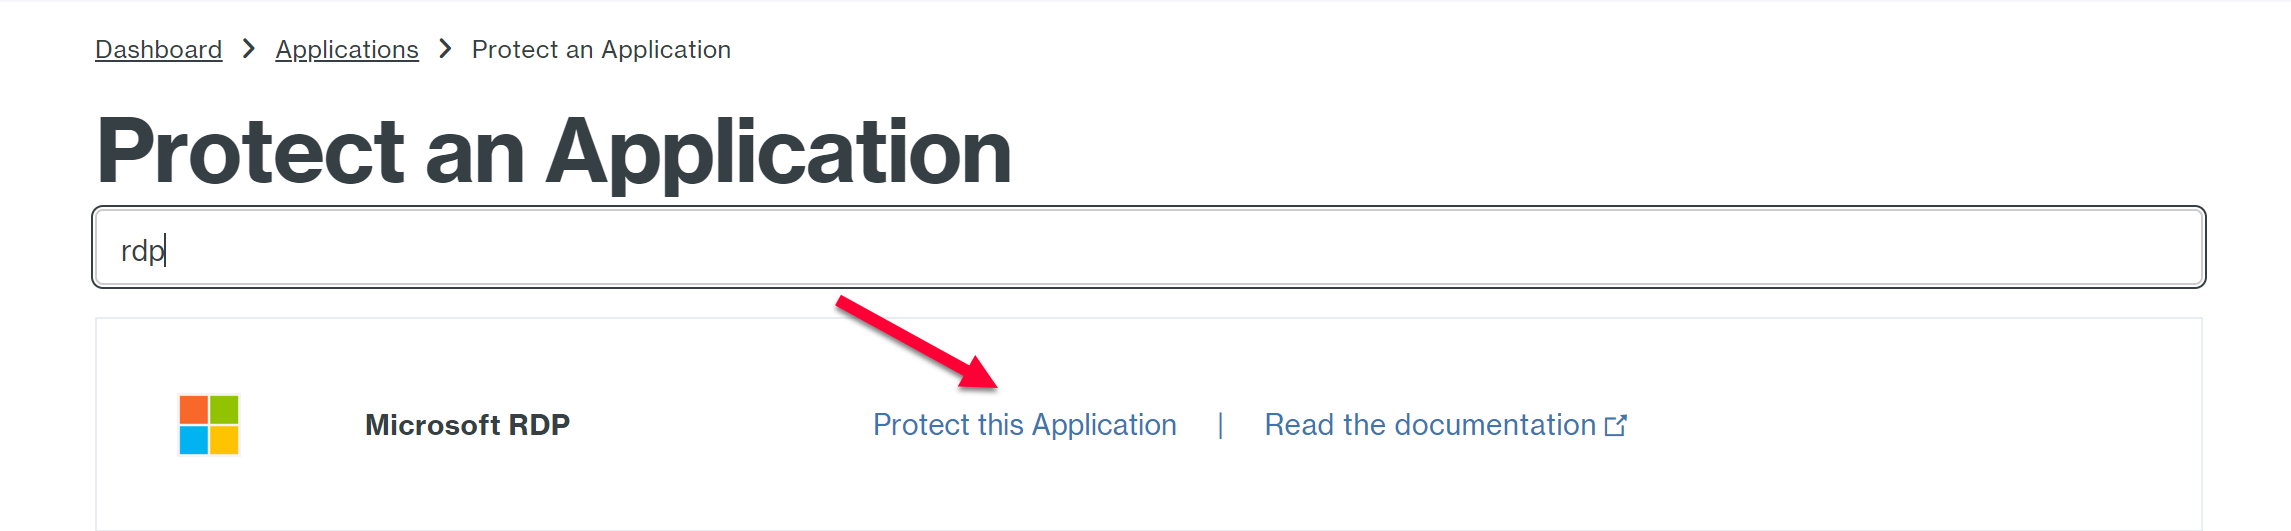 Dashboard > Applications > Protect an Application
Protect an Application
rdp
Microsoft RDP Protect this Application | Read the documentation